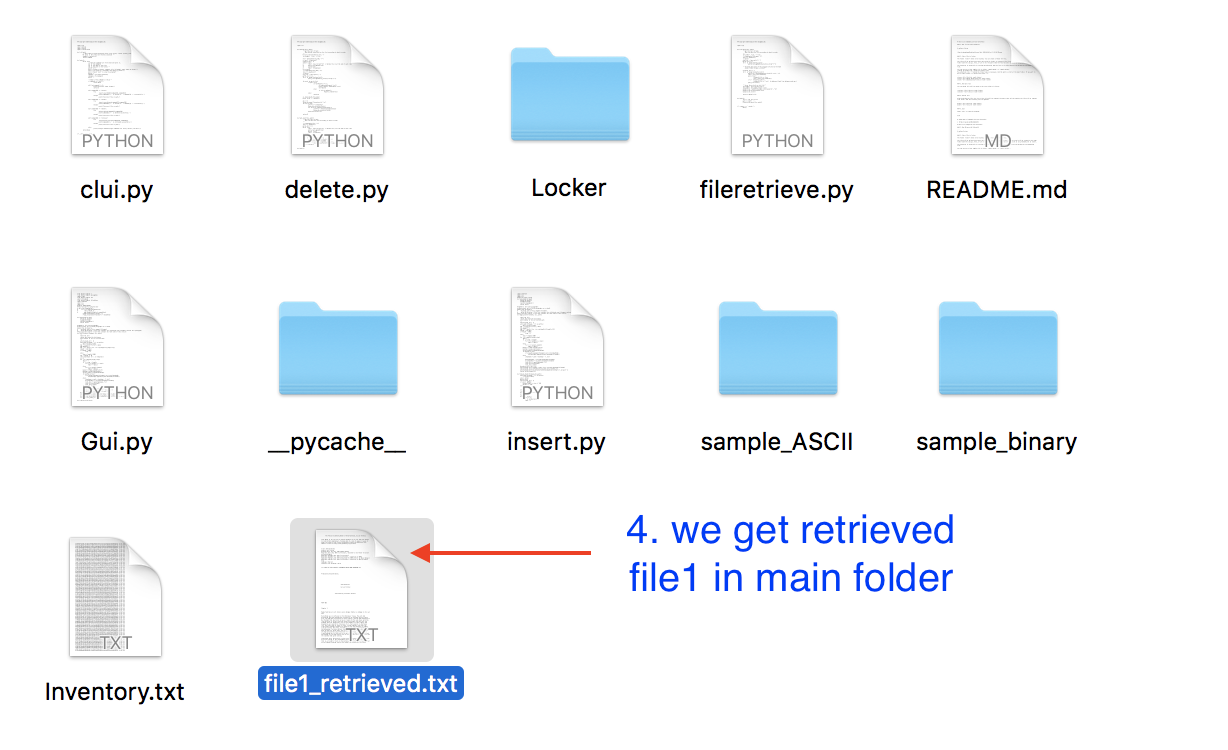 PYTHON PYTHON PYTHON MD
clui.py delete.py Locker fileretrieve.py README.md
PYTHON PYTHON
Gui.py __pycache__ insert.py sample_ASCII sample_binary
4. we get retrieved
file1 in main folder
TXT TXT
Inventory.txt file1_retrieved.txt